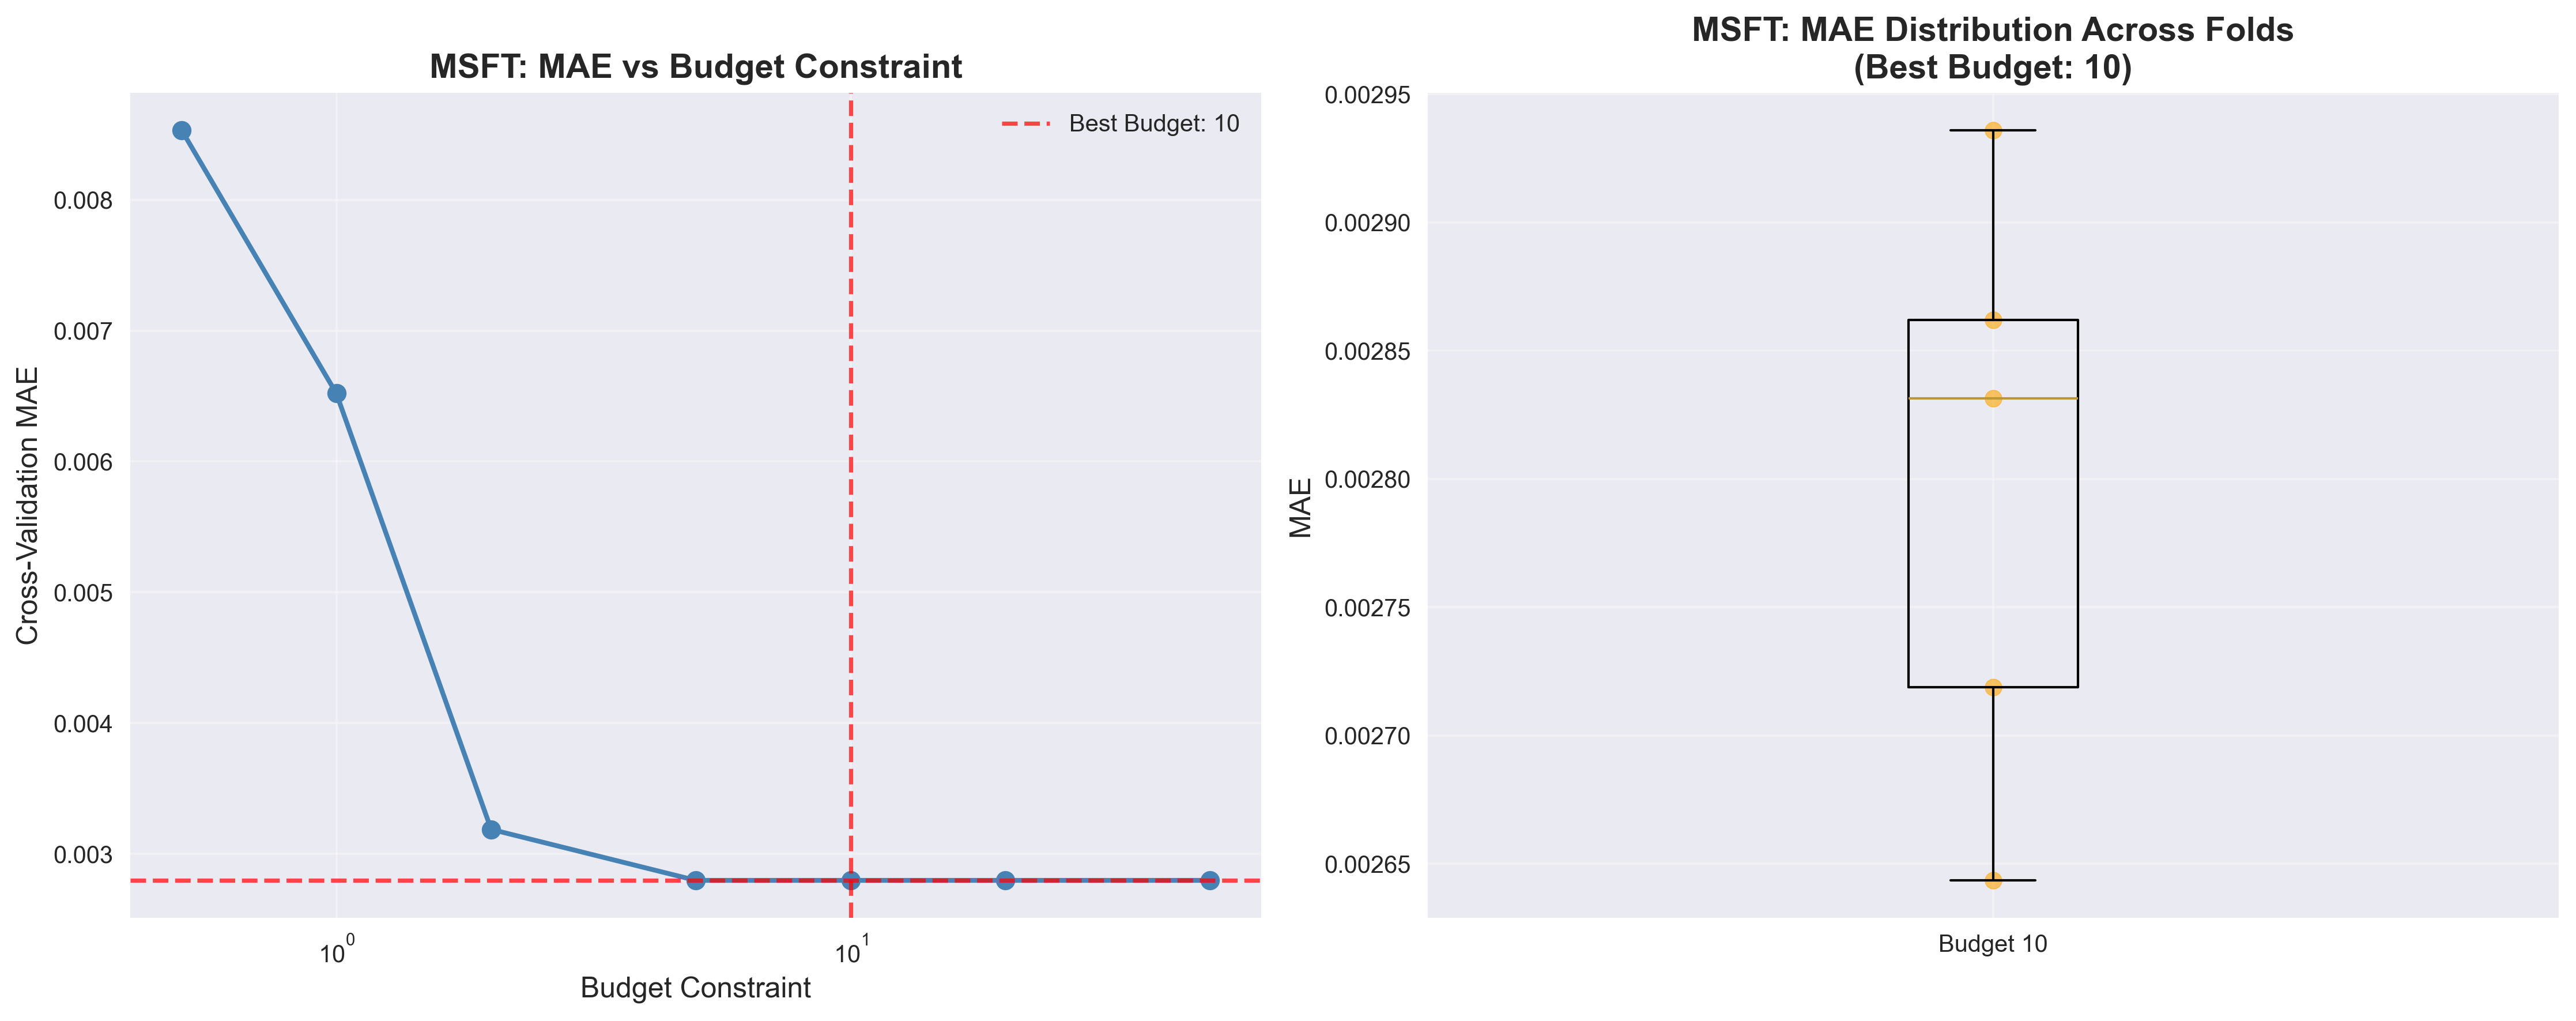 MSFT: MAE vs Budget Constraint
Best Budget: 10
0.008
0.007
0.006
0.005
0.004
0.003
Cross-Validation MAE
10^0
10^1
Budget Constraint
MSFT: MAE Distribution Across Folds
(Best Budget: 10)
0.00295
0.00290
0.00285
0.00280
0.00275
0.00270
0.00265
MAE
Budget 10